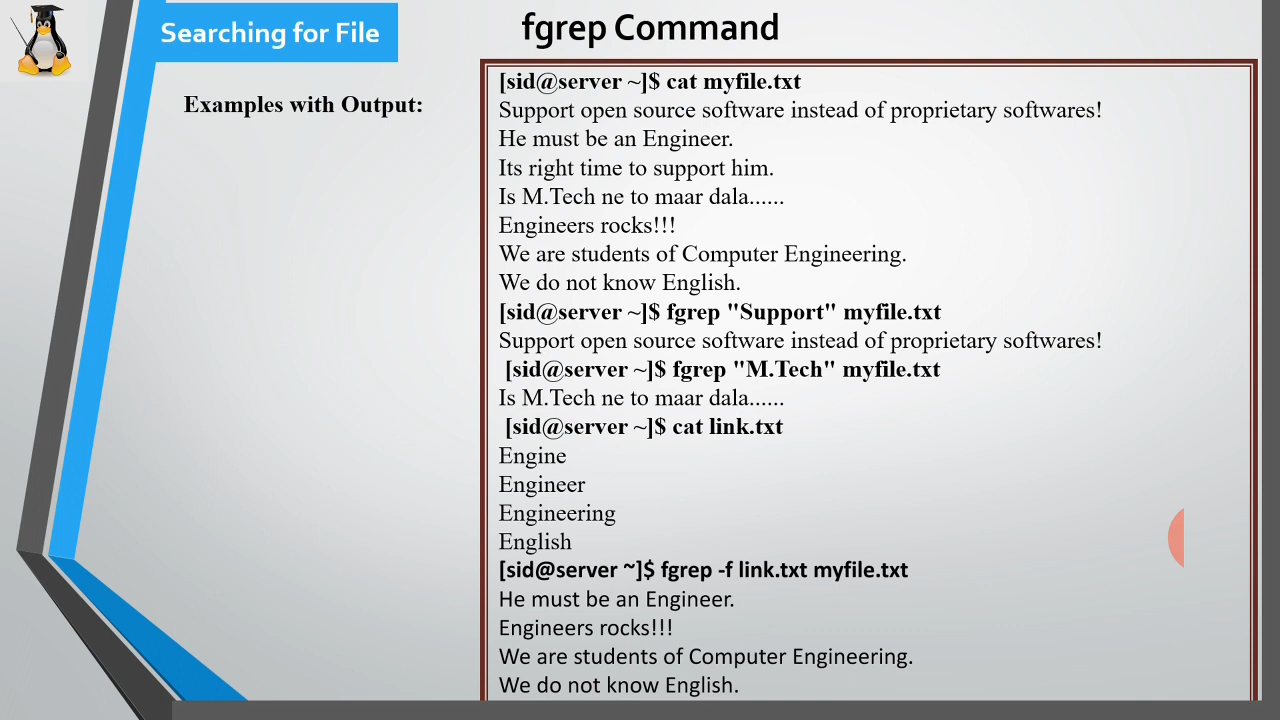 Searching for File
fgrep Command
Examples with Output:
[sid@server ~]$ cat myfile.txt
Support open source software instead of proprietary softwares!
He must be an Engineer.
Its right time to support him.
Is M.Tech ne to maar dala......
Engineers rocks!!!
We are students of Computer Engineering.
We do not know English.
[sid@server ~]$ fgrep "Support" myfile.txt
Support open source software instead of proprietary softwares!
[sid@server ~]$ fgrep "M.Tech" myfile.txt
Is M.Tech ne to maar dala......
[sid@server ~]$ cat link.txt
Engine
Engineer
Engineering
English
[sid@server ~]$ fgrep -f link.txt myfile.txt
He must be an Engineer.
Engineers rocks!!!
We are students of Computer Engineering.
We do not know English.